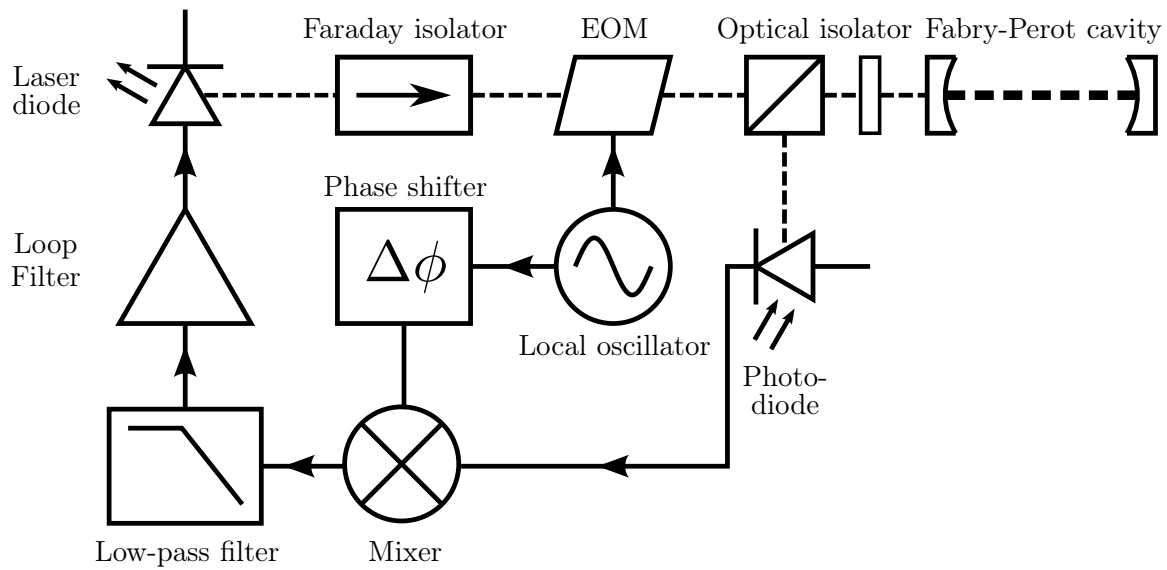 Faraday isolator
EOM
Optical isolator
Fabry-Perot cavity
Laser
diode
Phase shifter
Δϕ
Loop
Filter
Local oscillator
Photo-
diode
Low-pass filter
Mixer